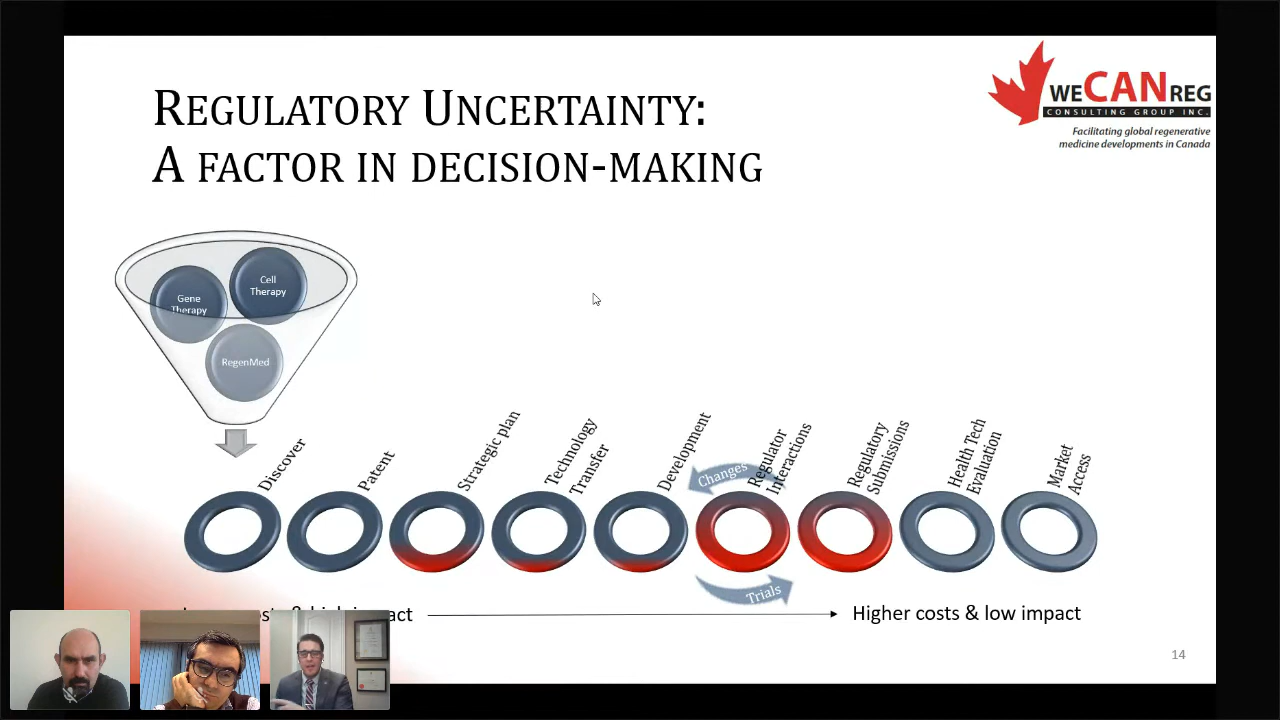 REGULATORY UNCERTAINTY:
A FACTOR IN DECISION-MAKING
WECANREG
CONSULTING GROUP INC.
Facilitating global regenerative
medicine developments in Canada
Gene
Therapy
Cell
Therapy
RegenMed
Discover
Patent
Strategic plan
Technology
Transfer
Development
Changes
Regulator
Interactions
Regulatory
Submissions
Health Tech
Evaluation
Market
Access
Trials
Higher costs & low impact
14